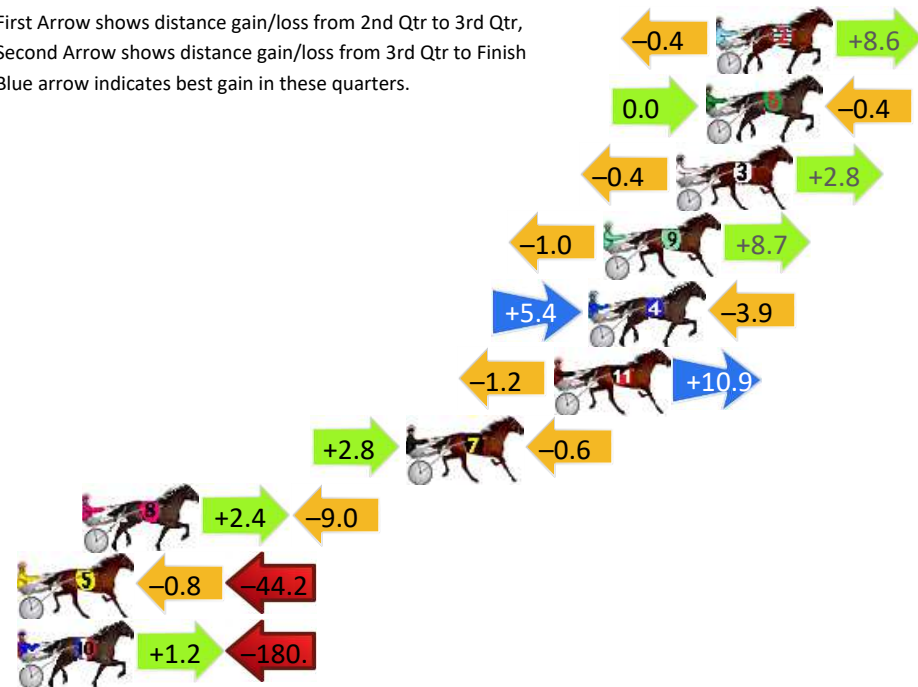 First Arrow shows distance gain/loss from 2nd Qtr to 3rd Qtr,
Second Arrow shows distance gain/loss from 3rd Qtr to Finish
Blue arrow indicates best gain in these quarters.
–0.4 +8.6
0.0 6 –0.4
–0.4 3 +2.8
–1.0 9 +8.7
+5.4 4 –3.9
–1.2 11 +10.9
+2.8 7 –0.6
8 +2.4 –9.0
5 –0.8 –44.2
10 +1.2 –180.